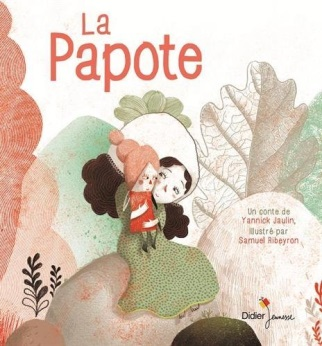 La
Papote
Un conte de
Yannick Jaulin,
illustré par
Samuel Ribeyron
Didier Jeunesse